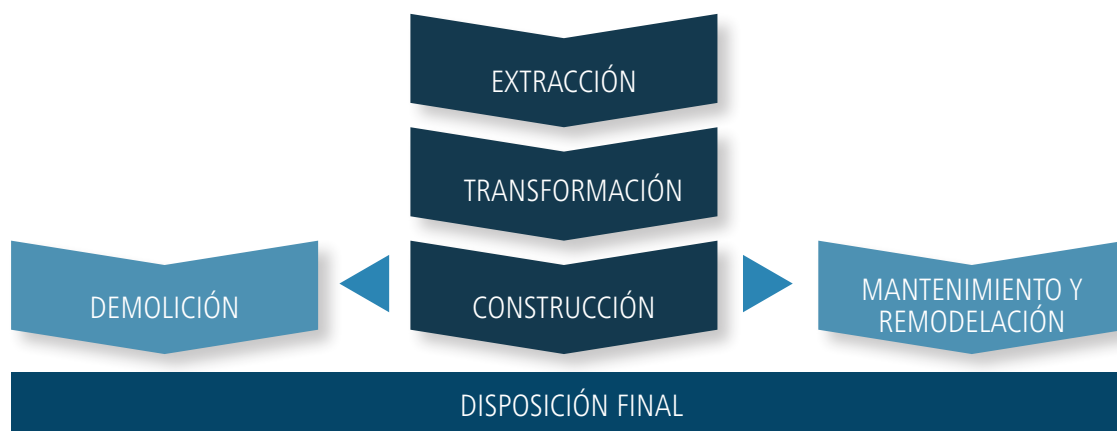 EXTRACCIÓN
TRANSFORMACIÓN
DEMOLICIÓN
CONSTRUCCIÓN
MANTENIMIENTO Y
REMODELACIÓN
DISPOSICIÓN FINAL